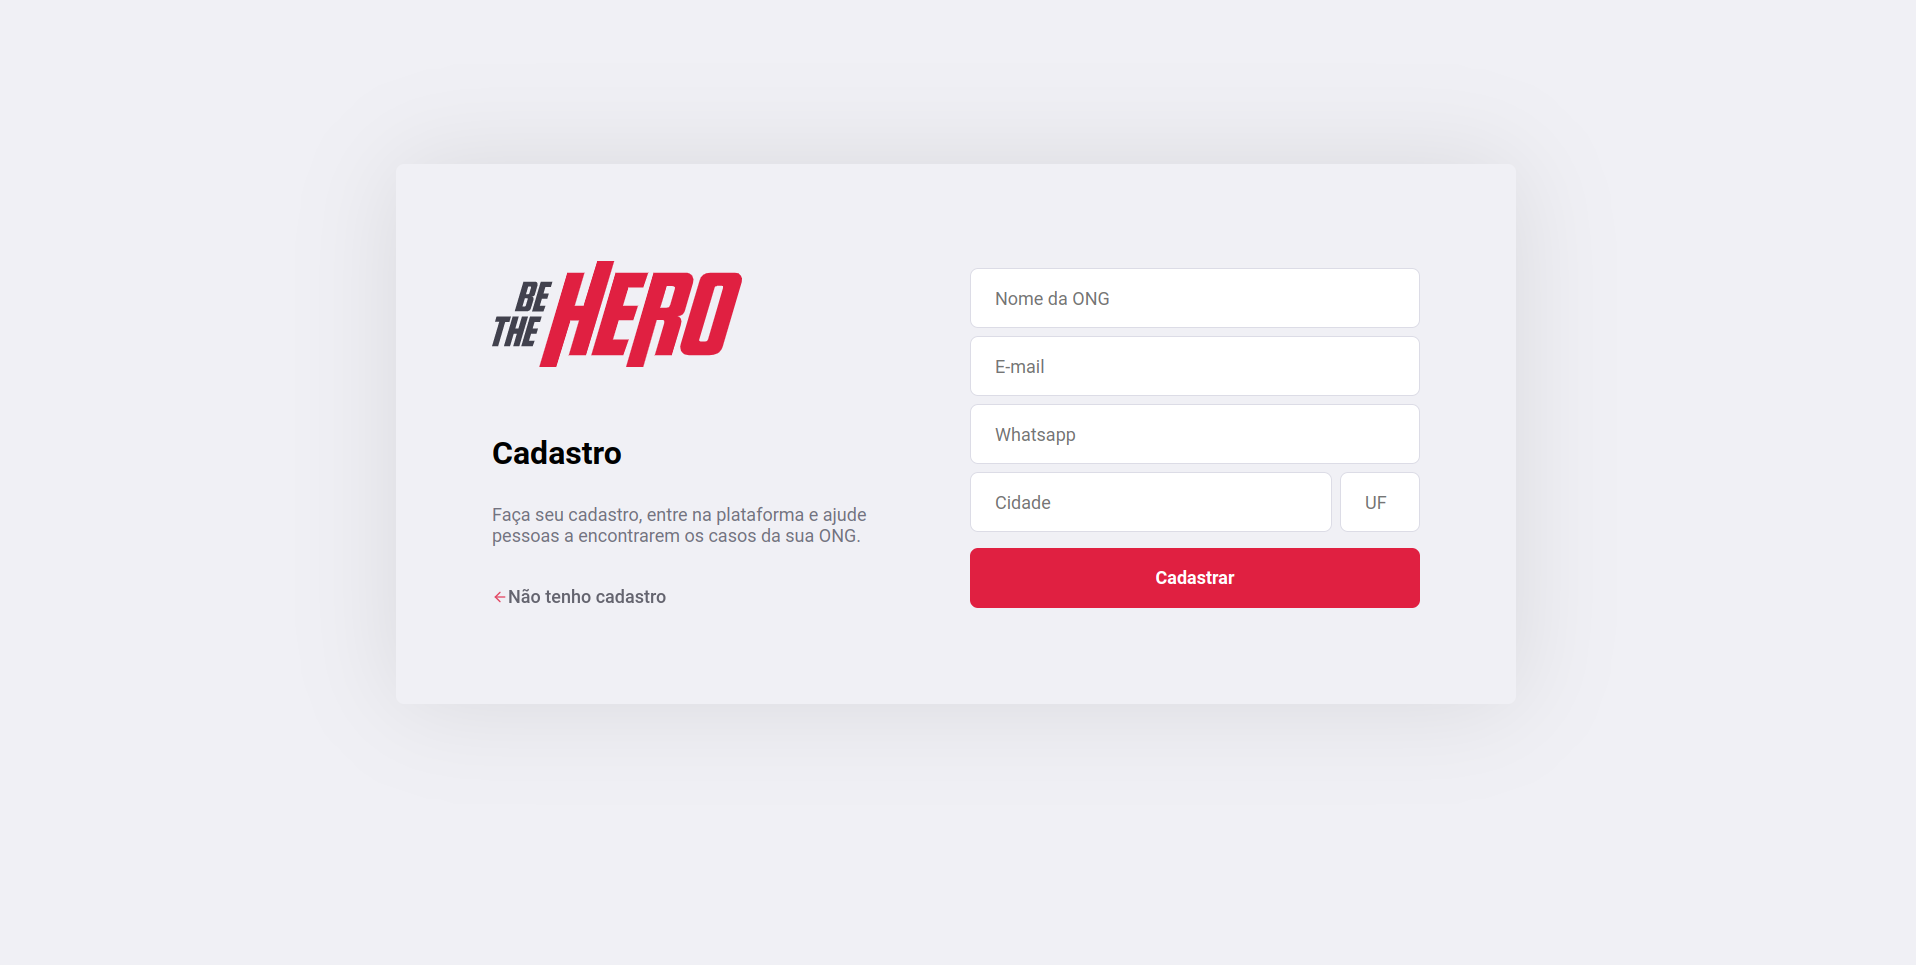 BE
THE
HERO
Cadastro
Faça seu cadastro, entre na plataforma e ajude
pessoas a encontrarem os casos da sua ONG.
Não tenho cadastro
Nome da ONG
E-mail
Whatsapp
Cidade
UF
Cadastrar